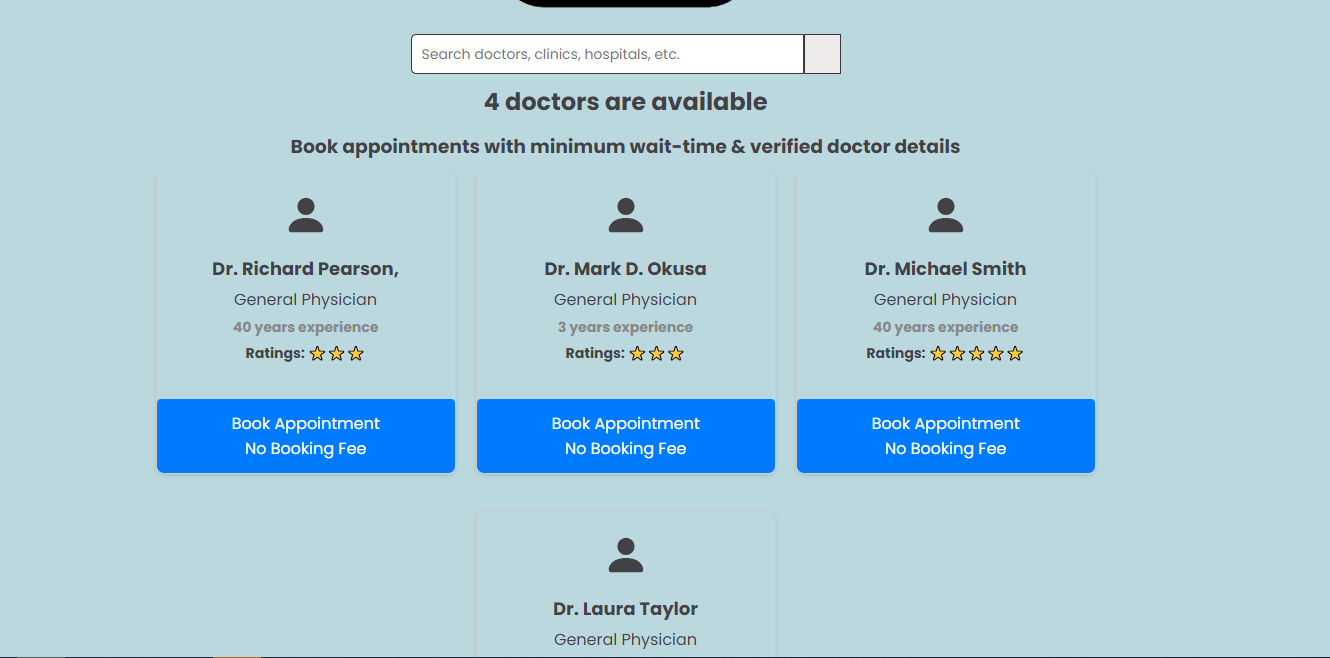 Search doctors, clinics, hospitals, etc.
4 doctors are available
Book appointments with minimum wait-time & verified doctor details
Dr. Richard Pearson,
General Physician
40 years experience
Ratings:
Book Appointment
No Booking Fee
Dr. Mark D. Okusa
General Physician
3 years experience
Ratings:
Book Appointment
No Booking Fee
Dr. Michael Smith
General Physician
40 years experience
Ratings:
Book Appointment
No Booking Fee
Dr. Laura Taylor
General Physician